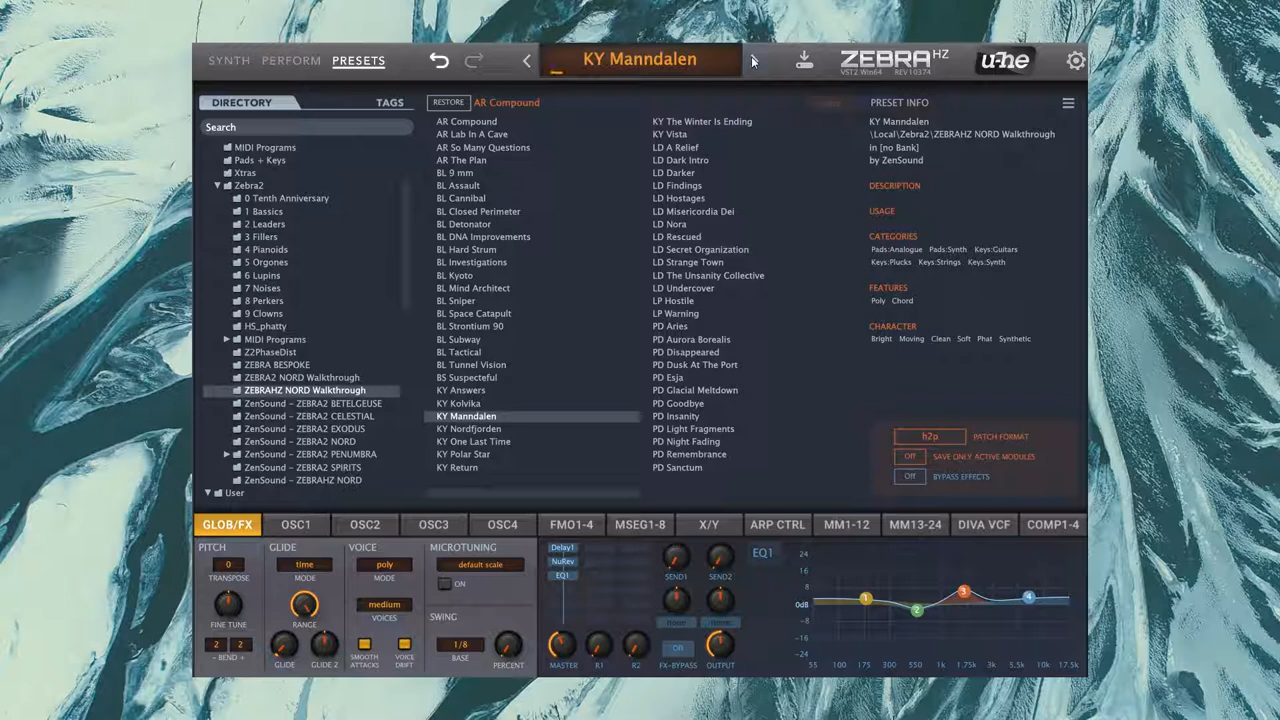 SYNTH PERFORM PRESETS
KY Manndalen
ZEBRA HZ
VST2 Win64 REV10374
u-he
DIRECTORY TAGS
Search
MIDI Programs
Pads + Keys
Xtras
Zebra2
0 Tenth Anniversary
1 Bassics
2 Leaders
3 Fillers
4 Pianoids
5 Orgones
6 Lupins
7 Noises
8 Perkers
9 Clowns
HS_phatty
MIDI Programs
Z2PhaseDist
ZEBRA BESPOKE
ZEBRA2 NORD Walkthrough
ZEBRAHZ NORD Walkthrough
ZenSound - ZEBRA2 BETELGEUSE
ZenSound - ZEBRA2 CELESTIAL
ZenSound - ZEBRA2 EXODUS
ZenSound - ZEBRA2 NORD
ZenSound - ZEBRA2 PENUMBRA
ZenSound - ZEBRA2 SPIRITS
ZenSound - ZEBRAHZ NORD
User
RESTORE AR Compound
AR Compound
AR Lab In A Cave
AR So Many Questions
AR The Plan
BL 9 mm
BL Assault
BL Cannibal
BL Closed Perimeter
BL Detonator
BL DNA Improvements
BL Hard Strum
BL Investigations
BL Kyoto
BL Mind Architect
BL Sniper
BL Space Catapult
BL Strontium 90
BL Subway
BL Tactical
BL Tunnel Vision
BS Suspecteful
KY Answers
KY Kolvika
KY Manndalen
KY Nordfjorden
KY One Last Time
KY Polar Star
KY Return
KY The Winter Is Ending
KY Vista
LD A Relief
LD Dark Intro
LD Darker
LD Findings
LD Hostages
LD Misericordia Dei
LD Nora
LD Rescued
LD Secret Organization
LD Strange Town
LD The Unsanity Collective
LD Undercover
LP Hostile
LP Warning
PD Aries
PD Aurora Borealis
PD Disappeared
PD Dusk At The Port
PD Esja
PD Glacial Meltdown
PD Goodbye
PD Insanity
PD Light Fragments
PD Night Fading
PD Remembrance
PD Sanctum
PRESET INFO
KY Manndalen
\Local\Zebra2\ZEBRAHZ NORD Walkthrough
in [no Bank]
by ZenSound
DESCRIPTION
USAGE
CATEGORIES
Pads:Analogue Pads:Synth Keys:Guitars
Keys:Plucks Keys:Strings Keys:Synth
FEATURES
Poly Chord
CHARACTER
Bright Moving Clean Soft Phat Synthetic
h2p PATCH FORMAT
Off SAVE ONLY ACTIVE MODULES
Off BYPASS EFFECTS
GLOB/FX OSC1 OSC2 OSC3 OSC4 FMO1-4 MSEG1-8 X/Y ARP CTRL MM1-12 MM13-24 DIVA VCF COMP1-4
PITCH
0
TRANSPOSE
FINE TUNE
2 2
- BEND +
GLIDE
time
MODE
RANGE
GLIDE GLIDE 2
VOICE
poly
MODE
medium
VOICES
SMOOTH ATTACKS
VOICE DRIFT
MICROTUNING
default scale
ON
SWING
1/8
BASE PERCENT
Delay1
NuRev
EQ1
MASTER R1 R2
SEND1 SEND2
Off
FX-BYPASS OUTPUT
EQ1
24
16
8
0dB
-8
-16
-24
1 2 3 4
55 100 175 300 550 1k 1.75k 3k 5.5k 10k 17.5k